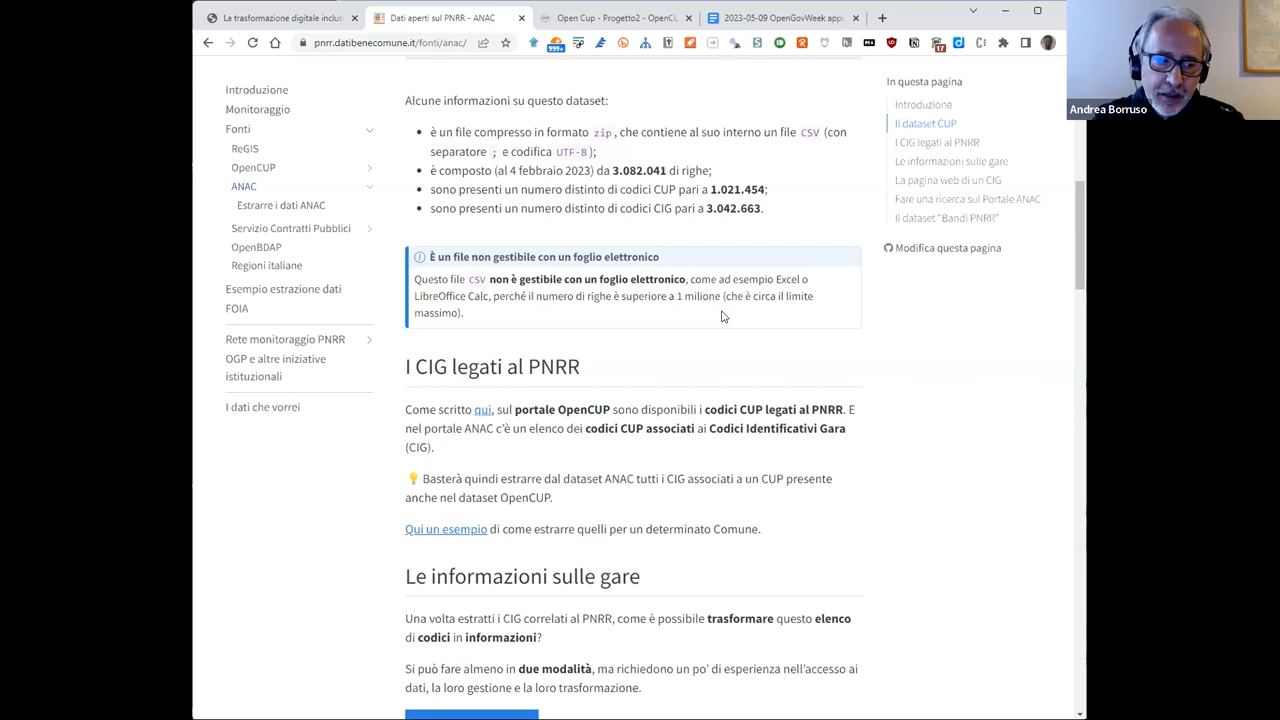 La trasformazione digitale inclus
Dati aperti sul PNRR - ANAC
Open Cup - Progetto2 - OpenCU
2023-05-09 OpenGovWeek app
pnrr.datibenecomune.it/fonti/anac/
999+
17
Andrea Borruso
Introduzione
Monitoraggio
Fonti
ReGIS
OpenCUP
ANAC
Estrarre i dati ANAC
Servizio Contratti Pubblici
OpenBDAP
Regioni italiane
Esempio estrazione dati
FOIA
Rete monitoraggio PNRR
OGP e altre iniziative
istituzionali
I dati che vorrei
Alcune informazioni su questo dataset:
• è un file compresso in formato zip, che contiene al suo interno un file CSV (con
separatore ; e codifica UTF-8);
• è composto (al 4 febbraio 2023) da 3.082.041 di righe;
• sono presenti un numero distinto di codici CUP pari a 1.021.454;
• sono presenti un numero distinto di codici CIG pari a 3.042.663.
È un file non gestibile con un foglio elettronico
Questo file CSV non è gestibile con un foglio elettronico, come ad esempio Excel o
LibreOffice Calc, perché il numero di righe è superiore a 1 milione (che è circa il limite
massimo).
I CIG legati al PNRR
Come scritto qui, sul portale OpenCUP sono disponibili i codici CUP legati al PNRR. E
nel portale ANAC c'è un elenco dei codici CUP associati ai Codici Identificativi Gara
(CIG).
💡 Basterà quindi estrarre dal dataset ANAC tutti i CIG associati a un CUP presente
anche nel dataset OpenCUP.
Qui un esempio di come estrarre quelli per un determinato Comune.
Le informazioni sulle gare
Una volta estratti i CIG correlati al PNRR, come è possibile trasformare questo elenco
di codici in informazioni?
Si può fare almeno in due modalità, ma richiedono un po' di esperienza nell'accesso ai
dati, la loro gestione e la loro trasformazione.
In questa pagina
Introduzione
Il dataset CUP
I CIG legati al PNRR
Le informazioni sulle gare
La pagina web di un CIG
Fare una ricerca sul Portale ANAC
Il dataset "Bandi PNRR"
Modifica questa pagina